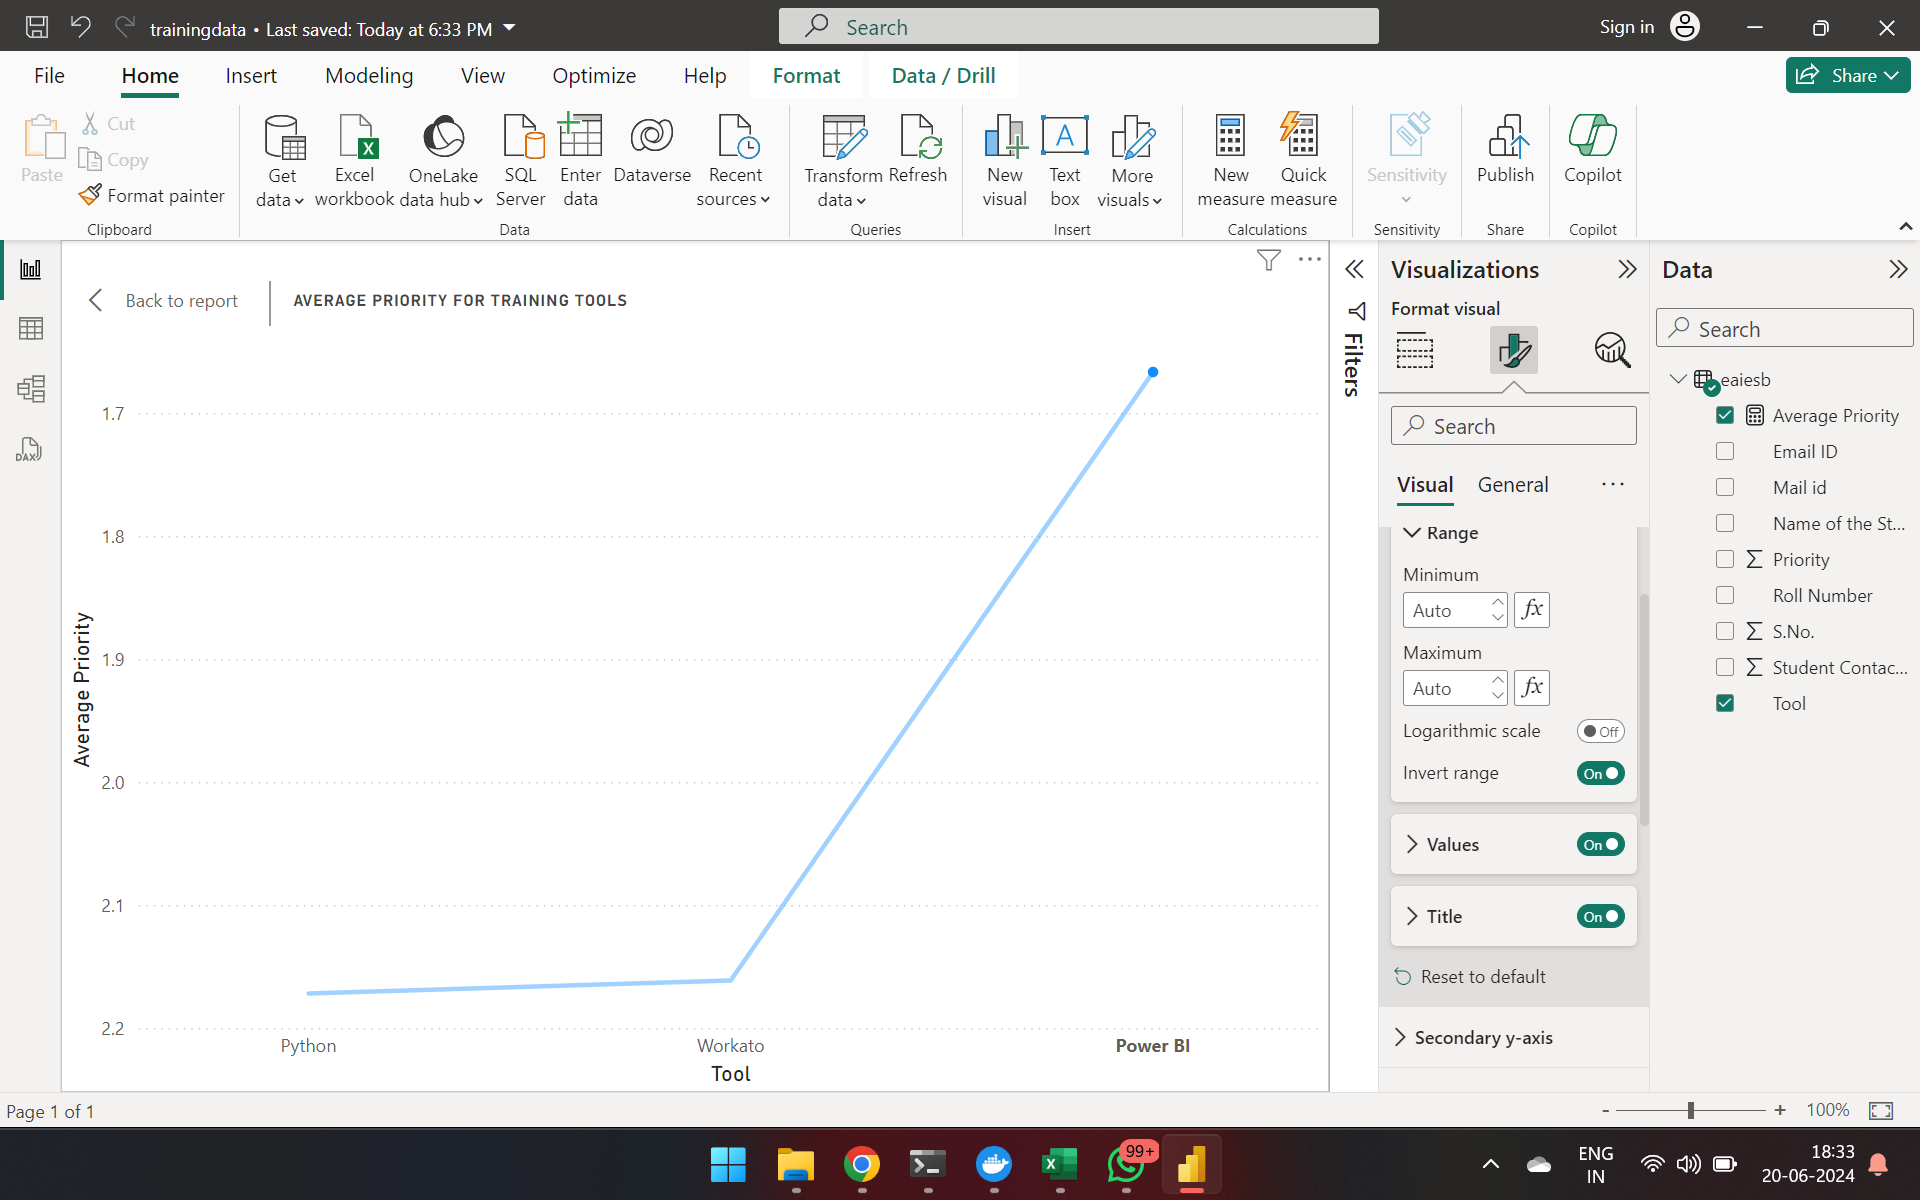 trainingdata • Last saved: Today at 6:33 PM
Search
Sign in
File
Home
Insert
Modeling
View
Optimize
Help
Format
Data / Drill
Share
Paste
Cut
Copy
Format painter
Clipboard
Get data
Excel workbook
OneLake data hub
SQL Server
Enter data
Dataverse
Recent sources
Data
Transform data
Refresh
Queries
New visual
Text box
More visuals
Insert
New measure
Quick measure
Calculations
Sensitivity
Sensitivity
Publish
Share
Copilot
Copilot
Back to report
AVERAGE PRIORITY FOR TRAINING TOOLS
Average Priority
1.7
1.8
1.9
2.0
2.1
2.2
Python
Workato
Power BI
Tool
Filters
Visualizations
Format visual
Search
Visual
General
Range
Minimum
Auto
fx
Maximum
Auto
fx
Logarithmic scale
Off
Invert range
On
Values
On
Title
On
Reset to default
Secondary y-axis
Data
Search
eaiesb
Average Priority
Email ID
Mail id
Name of the St...
Priority
Roll Number
S.No.
Student Contac...
Tool
DAX
Page 1 of 1
- + 100%
99+
ENG
IN
18:33
20-06-2024